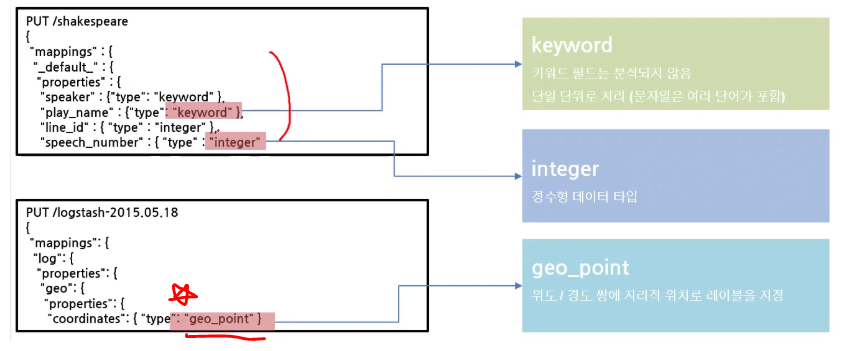 PUT /shakespeare
{
"mappings" : {
"_default_" : {
"properties" : {
"speaker" : {"type": "keyword" },
"play_name" : {"type": "keyword" },
"line_id" : { "type" : "integer" },
"speech_number" : { "type" : "integer"
keyword
키워드 필드는 분석되지 않음
단일 단위로 처리 (문자일은 여러 단어가 포함)
integer
정수형 데이터 타입
PUT /logstash-2015.05.18
{
"mappings": {
"log": {
"properties": {
"geo": {
"properties": {
"coordinates": { "type": "geo_point" }
geo_point
위도 / 경도 쌍에 지리적 위치로 레이블을 지정